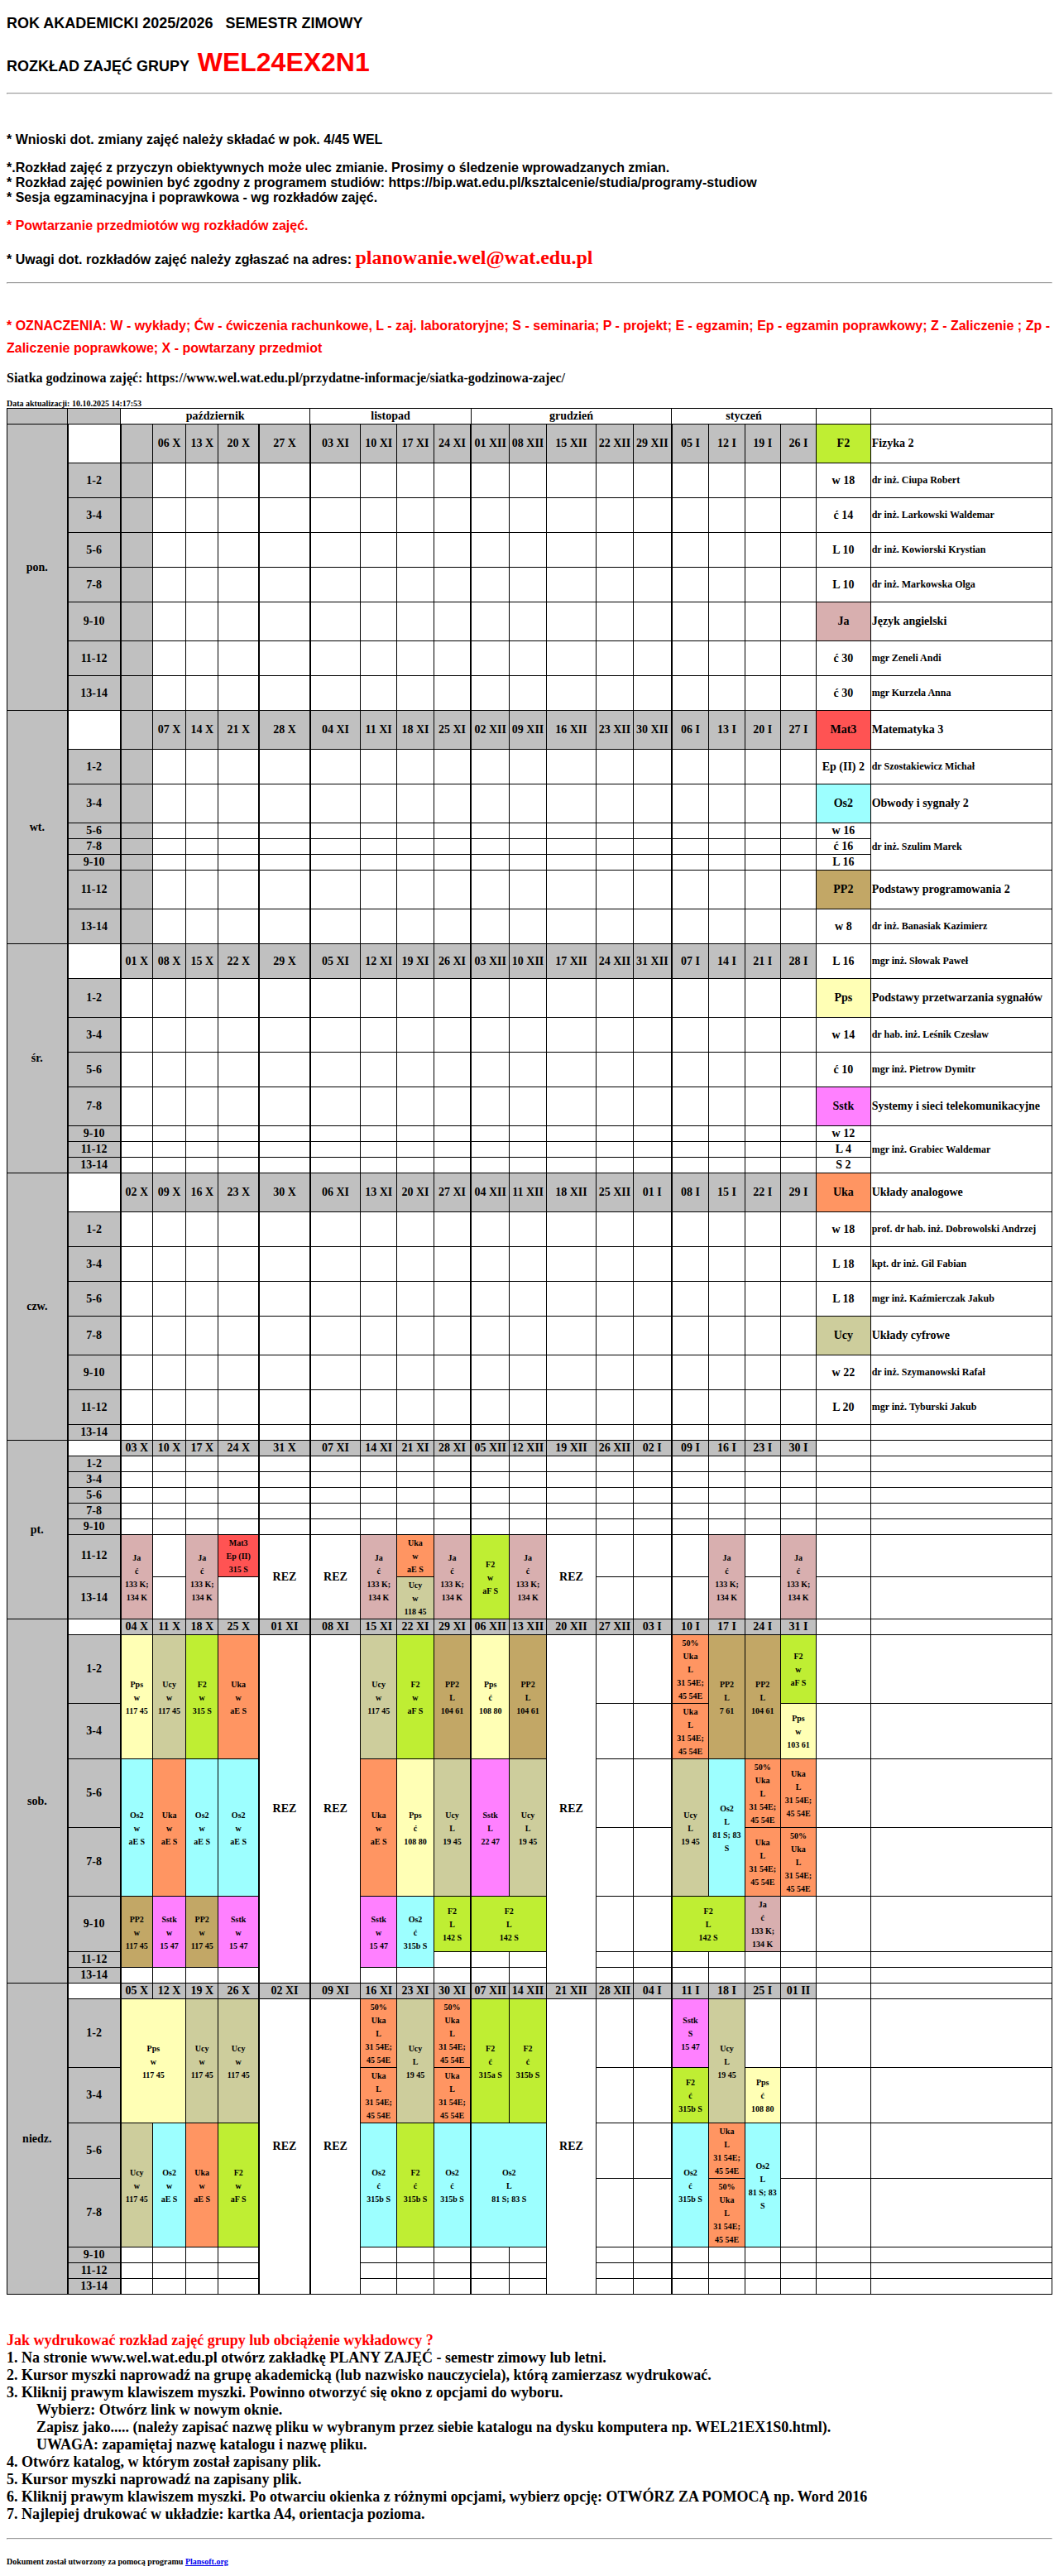 ROK AKADEMICKI 2025/2026 SEMESTR ZIMOWY
ROZKŁAD ZAJĘĆ GRUPY WEL24EX2N1
* Wnioski dot. zmiany zajęć należy składać w pok. 4/45 WEL
*.Rozkład zajęć z przyczyn obiektywnych może ulec zmianie. Prosimy o śledzenie wprowadzanych zmian.
* Rozkład zajęć powinien być zgodny z programem studiów: https://bip.wat.edu.pl/ksztalcenie/studia/programy-studiow
* Sesja egzaminacyjna i poprawkowa - wg rozkładów zajęć.
* Powtarzanie przedmiotów wg rozkładów zajęć.
* Uwagi dot. rozkładów zajęć należy zgłaszać na adres: planowanie.wel@wat.edu.pl
* OZNACZENIA: W - wykłady; Ćw - ćwiczenia rachunkowe, L - zaj. laboratoryjne; S - seminaria; P - projekt; E - egzamin; Ep - egzamin poprawkowy; Z - Zaliczenie ; Zp -
Zaliczenie poprawkowe; X - powtarzany przedmiot
Siatka godzinowa zajęć: https://www.wel.wat.edu.pl/przydatne-informacje/siatka-godzinowa-zajec/
Data aktualizacji: 10.10.2025 14:17:53
październik listopad grudzień styczeń
pon. 06 X 13 X 20 X 27 X 03 XI 10 XI 17 XI 24 XI 01 XII 08 XII 15 XII 22 XII 29 XII 05 I 12 I 19 I 26 I F2 Fizyka 2
1-2 w 18 dr inż. Ciupa Robert
3-4 ć 14 dr inż. Larkowski Waldemar
5-6 L 10 dr inż. Kowiorski Krystian
7-8 L 10 dr inż. Markowska Olga
9-10 Ja Język angielski
11-12 ć 30 mgr Zeneli Andi
13-14 ć 30 mgr Kurzela Anna
wt. 07 X 14 X 21 X 28 X 04 XI 11 XI 18 XI 25 XI 02 XII 09 XII 16 XII 23 XII 30 XII 06 I 13 I 20 I 27 I Mat3 Matematyka 3
1-2 Ep (II) 2 dr Szostakiewicz Michał
3-4 Os2 Obwody i sygnały 2
5-6 w 16
7-8 ć 16 dr inż. Szulim Marek
9-10 L 16
11-12 PP2 Podstawy programowania 2
13-14 w 8 dr inż. Banasiak Kazimierz
śr. 01 X 08 X 15 X 22 X 29 X 05 XI 12 XI 19 XI 26 XI 03 XII 10 XII 17 XII 24 XII 31 XII 07 I 14 I 21 I 28 I L 16 mgr inż. Słowak Paweł
1-2 Pps Podstawy przetwarzania sygnałów
3-4 w 14 dr hab. inż. Leśnik Czesław
5-6 ć 10 mgr inż. Pietrow Dymitr
7-8 Sstk Systemy i sieci telekomunikacyjne
9-10 w 12
11-12 L 4 mgr inż. Grabiec Waldemar
13-14 S 2
czw. 02 X 09 X 16 X 23 X 30 X 06 XI 13 XI 20 XI 27 XI 04 XII 11 XII 18 XII 25 XII 01 I 08 I 15 I 22 I 29 I Uka Układy analogowe
1-2 w 18 prof. dr hab. inż. Dobrowolski Andrzej
3-4 L 18 kpt. dr inż. Gil Fabian
5-6 L 18 mgr inż. Kaźmierczak Jakub
7-8 Ucy Układy cyfrowe
9-10 w 22 dr inż. Szymanowski Rafał
11-12 L 20 mgr inż. Tyburski Jakub
13-14
pt. 03 X 10 X 17 X 24 X 31 X 07 XI 14 XI 21 XI 28 XI 05 XII 12 XII 19 XII 26 XII 02 I 09 I 16 I 23 I 30 I
1-2
3-4
5-6
7-8
9-10
11-12 Ja ć 133 K; 134 K Ja ć 133 K; 134 K Mat3 Ep (II) 315 S REZ REZ Ja ć 133 K; 134 K Uka w aE S Ja ć 133 K; 134 K F2 w aF S Ja ć 133 K; 134 K REZ Ja ć 133 K; 134 K Ja ć 133 K; 134 K
13-14 Ucy w 118 45
sob. 04 X 11 X 18 X 25 X 01 XI 08 XI 15 XI 22 XI 29 XI 06 XII 13 XII 20 XII 27 XII 03 I 10 I 17 I 24 I 31 I
1-2 Pps w 117 45 Ucy w 117 45 F2 w 315 S Uka w aE S Ucy w 117 45 F2 w aF S PP2 L 104 61 Pps ć 108 80 PP2 L 104 61 50% Uka L 31 54E; 45 54E PP2 L 7 61 PP2 L 104 61 F2 w aF S
3-4 Uka L 31 54E; 45 54E Pps w 103 61
5-6 Os2 w aE S Uka w aE S Os2 w aE S Os2 w aE S REZ REZ Uka w aE S Pps ć 108 80 Ucy L 19 45 Sstk L 22 47 Ucy L 19 45 REZ Ucy L 19 45 Os2 L 81 S; 83 S 50% Uka L 31 54E; 45 54E Uka L 31 54E; 45 54E
7-8 Uka L 31 54E; 45 54E 50% Uka L 31 54E; 45 54E
9-10 PP2 w 117 45 Sstk w 15 47 PP2 w 117 45 Sstk w 15 47 Sstk w 15 47 Os2 ć 315b S F2 L 142 S F2 L 142 S F2 L 142 S Ja ć 133 K; 134 K
11-12
13-14
niedz. 05 X 12 X 19 X 26 X 02 XI 09 XI 16 XI 23 XI 30 XI 07 XII 14 XII 21 XII 28 XII 04 I 11 I 18 I 25 I 01 II
1-2 Pps w 117 45 Ucy w 117 45 Ucy w 117 45 50% Uka L 31 54E; 45 54E Ucy L 19 45 50% Uka L 31 54E; 45 54E F2 ć 315a S F2 ć 315b S Sstk S 15 47 Ucy L 19 45
3-4 Uka L 31 54E; 45 54E Uka L 31 54E; 45 54E F2 ć 315b S Pps ć 108 80
5-6 Ucy w 117 45 Os2 w aE S Uka w aE S F2 w aF S REZ REZ Os2 ć 315b S F2 ć 315b S Os2 ć 315b S Os2 L 81 S; 83 S REZ Os2 ć 315b S Uka L 31 54E; 45 54E Os2 L 81 S; 83 S
7-8 50% Uka L 31 54E; 45 54E
9-10
11-12
13-14
Jak wydrukować rozkład zajęć grupy lub obciążenie wykładowcy ?
1. Na stronie www.wel.wat.edu.pl otwórz zakładkę PLANY ZAJĘĆ - semestr zimowy lub letni.
2. Kursor myszki naprowadź na grupę akademicką (lub nazwisko nauczyciela), którą zamierzasz wydrukować.
3. Kliknij prawym klawiszem myszki. Powinno otworzyć się okno z opcjami do wyboru.
Wybierz: Otwórz link w nowym oknie.
Zapisz jako..... (należy zapisać nazwę pliku w wybranym przez siebie katalogu na dysku komputera np. WEL21EX1S0.html).
UWAGA: zapamiętaj nazwę katalogu i nazwę pliku.
4. Otwórz katalog, w którym został zapisany plik.
5. Kursor myszki naprowadź na zapisany plik.
6. Kliknij prawym klawiszem myszki. Po otwarciu okienka z różnymi opcjami, wybierz opcję: OTWÓRZ ZA POMOCĄ np. Word 2016
7. Najlepiej drukować w układzie: kartka A4, orientacja pozioma.
Dokument został utworzony za pomocą programu Plansoft.org